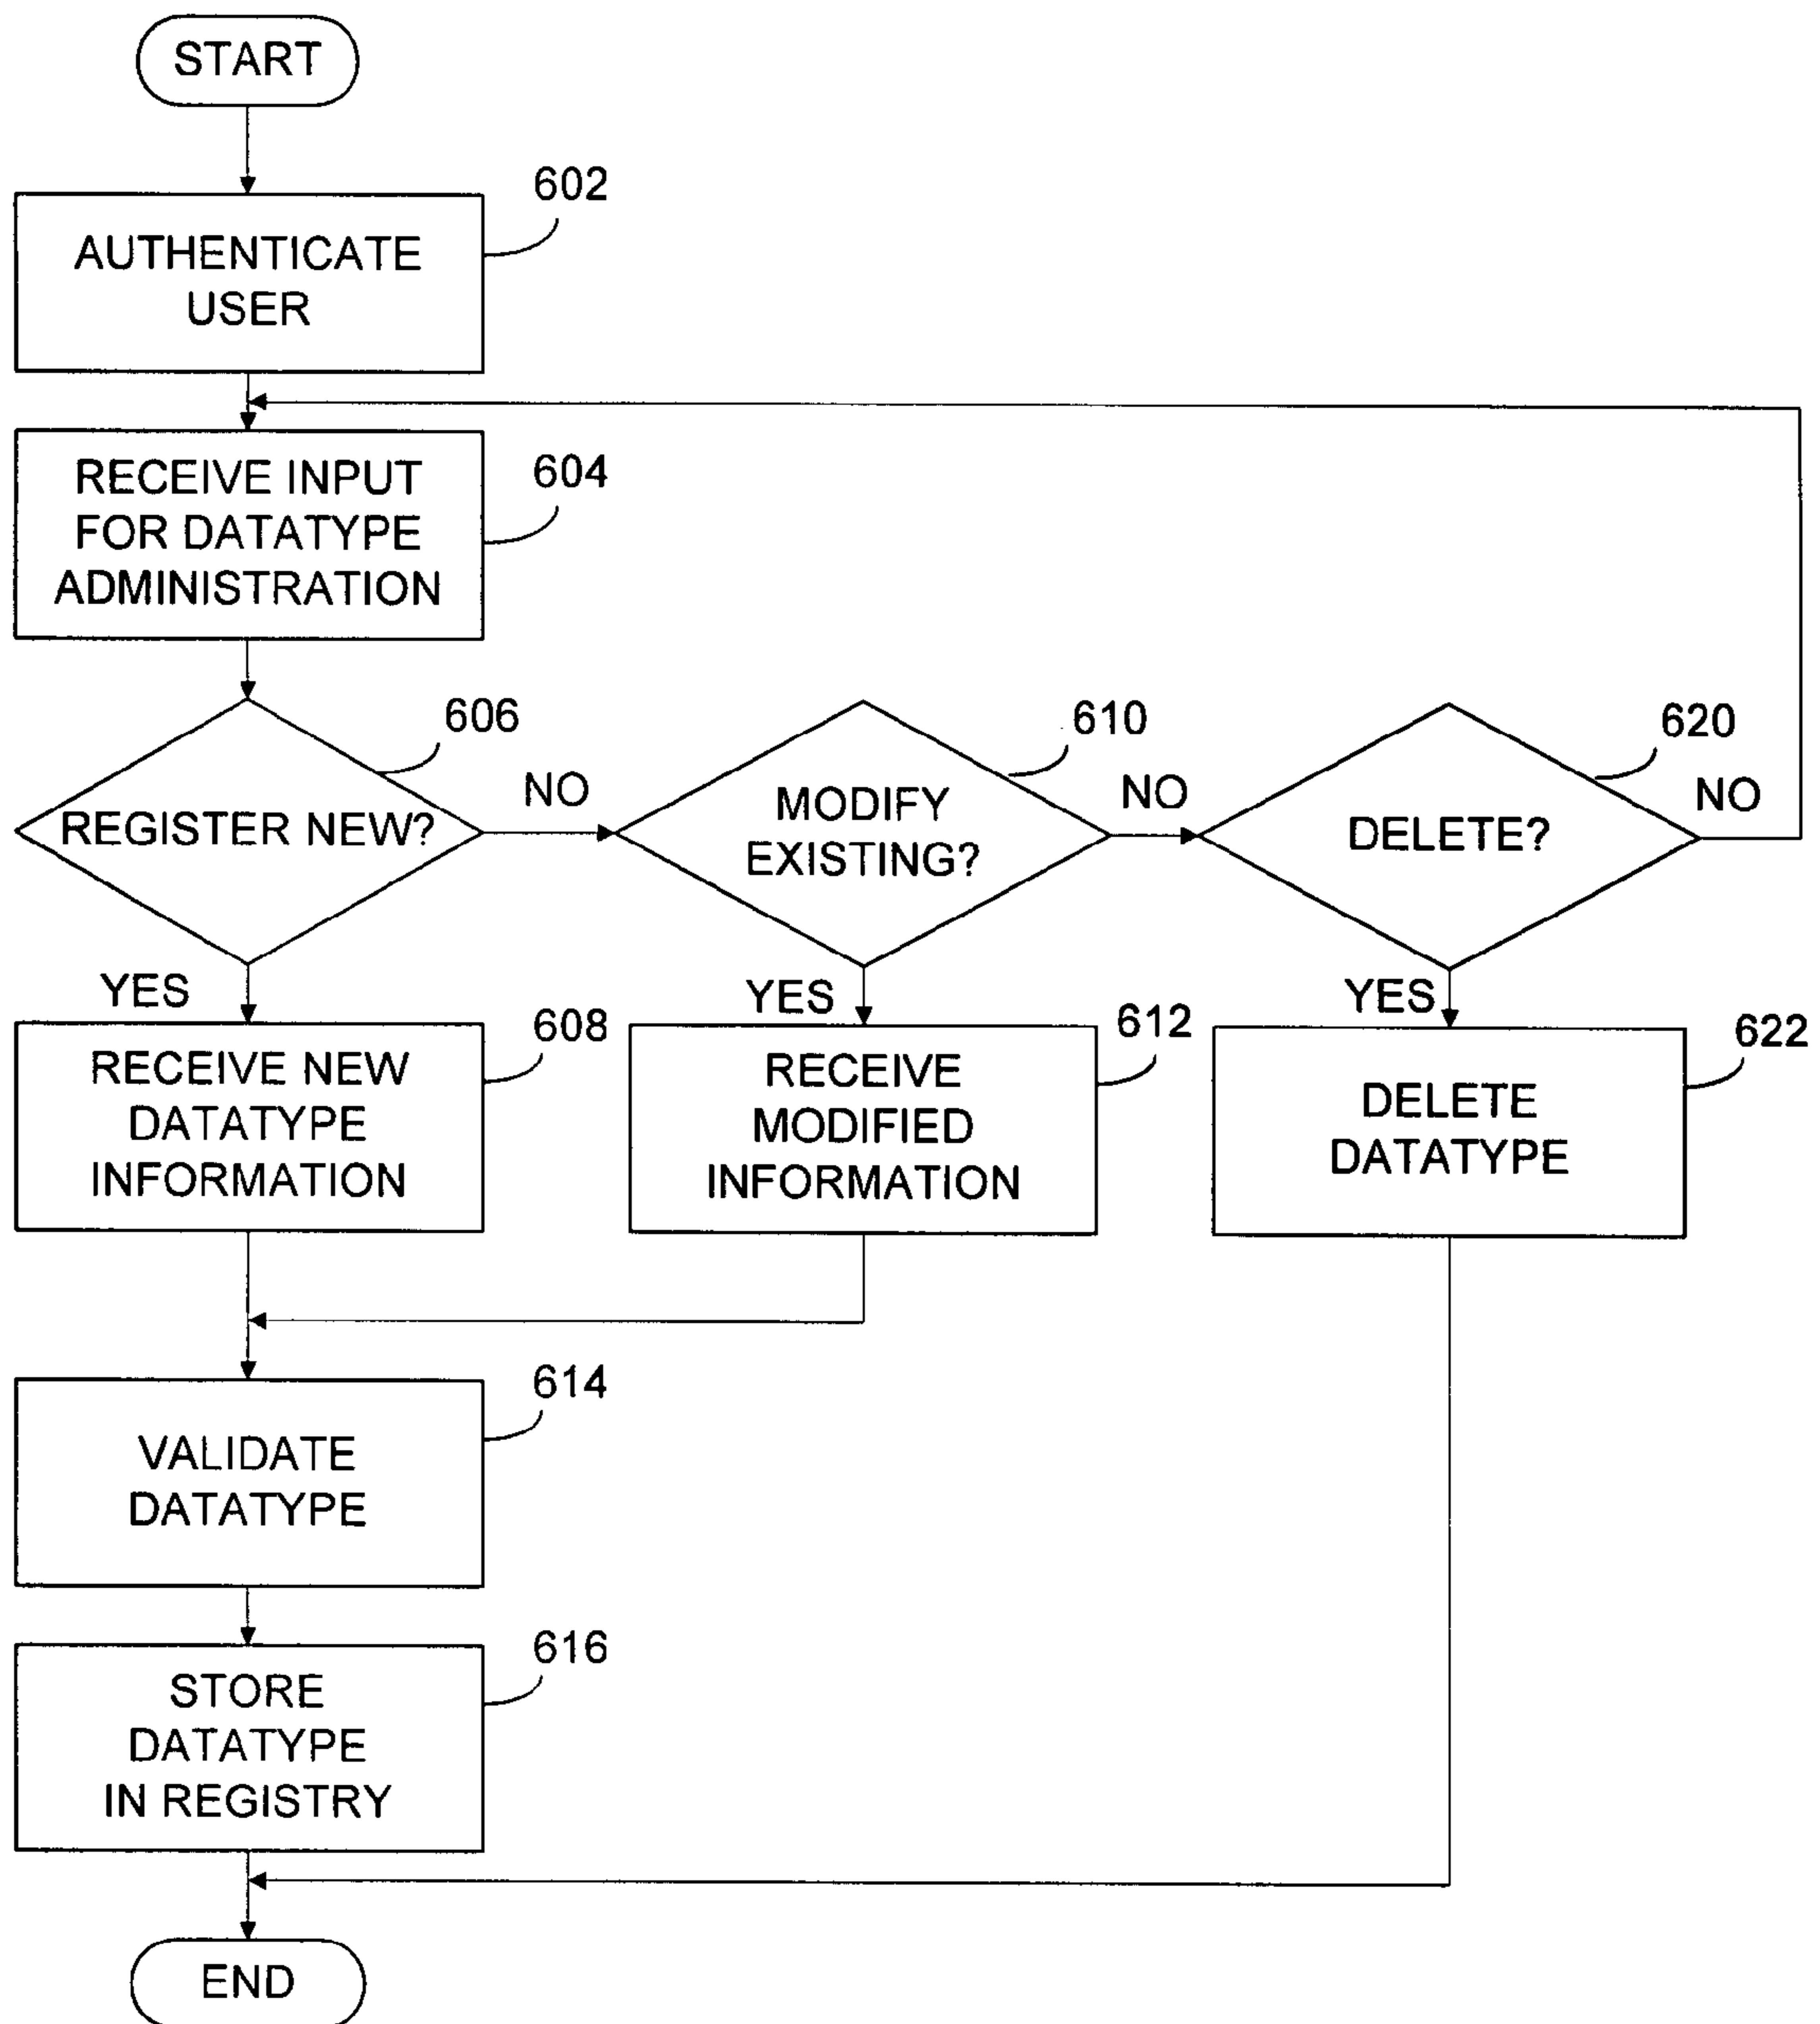 START
602
AUTHENTICATE
USER
RECEIVE INPUT
FOR DATATYPE
ADMINISTRATION
604
606
REGISTER NEW?
NO
610
MODIFY
EXISTING?
NO
620
DELETE?
NO
YES
YES
YES
608
RECEIVE NEW
DATATYPE
INFORMATION
612
RECEIVE
MODIFIED
INFORMATION
622
DELETE
DATATYPE
614
VALIDATE
DATATYPE
616
STORE
DATATYPE
IN REGISTRY
END